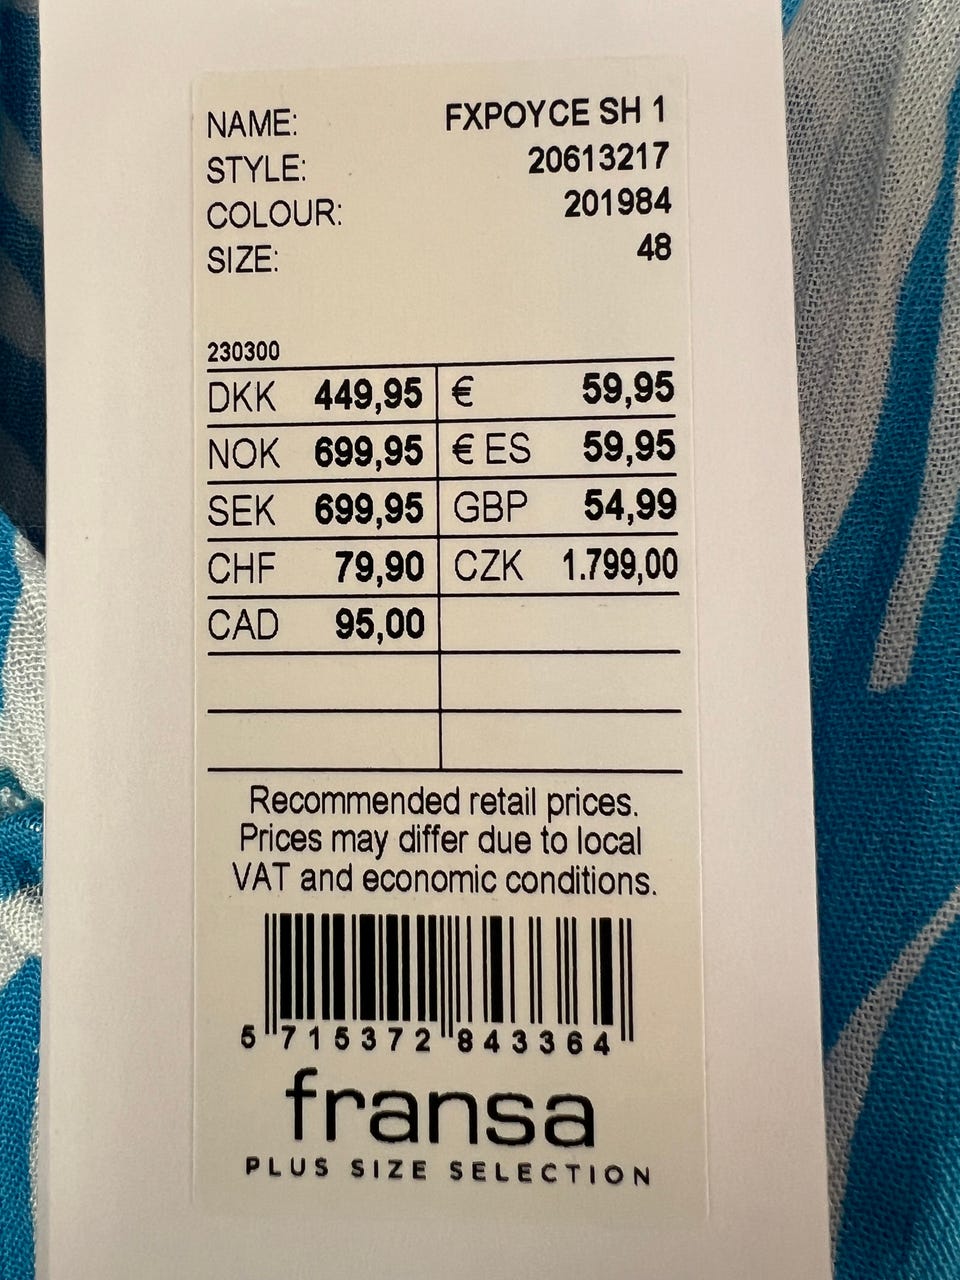 NAME: FXPOYCE SH 1
STYLE: 20613217
COLOUR: 201984
SIZE: 48
230300
DKK 449,95 € 59,95
NOK 699,95 € ES 59,95
SEK 699,95 GBP 54,99
CHF 79,90 CZK 1.799,00
CAD 95,00
Recommended retail prices.
Prices may differ due to local
VAT and economic conditions.
5 715372 843364
fransa
PLUS SIZE SELECTION